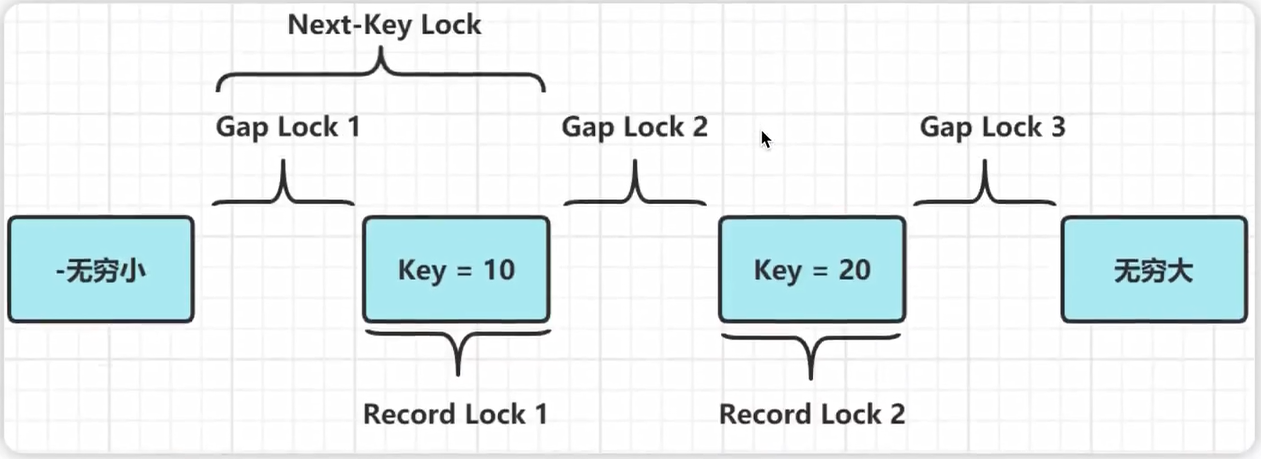 Next-Key Lock
Gap Lock 1
Gap Lock 2
Gap Lock 3
-无穷小
Key = 10
Key = 20
无穷大
Record Lock 1
Record Lock 2